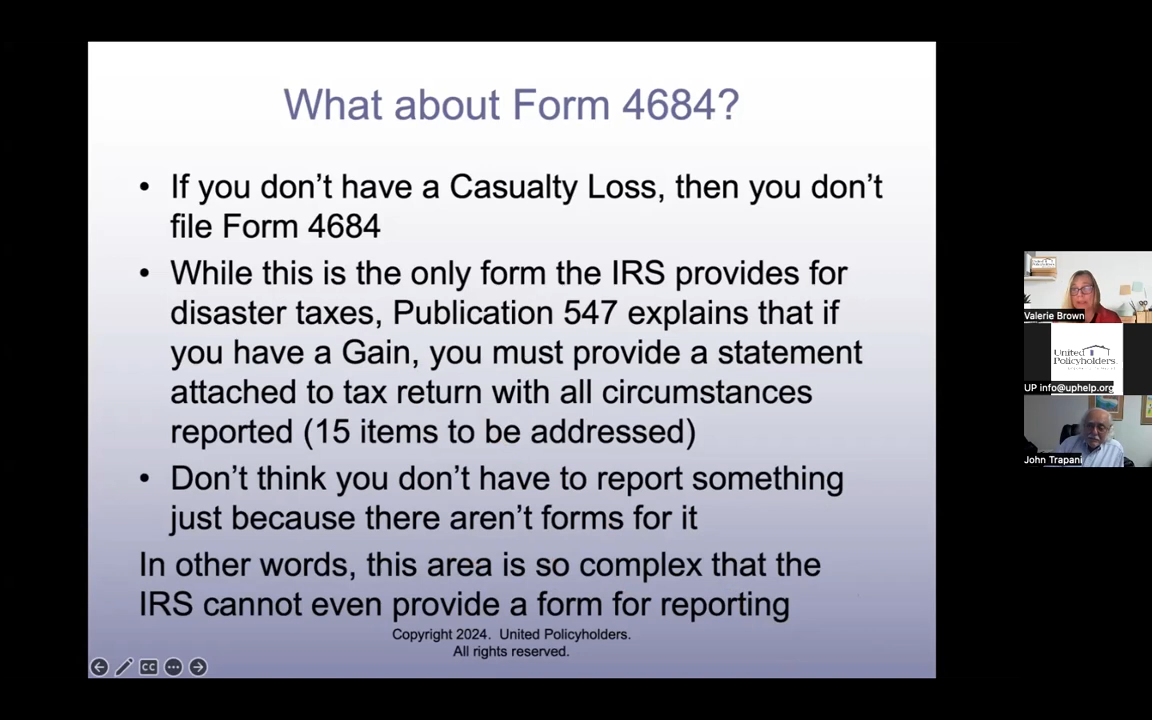 What about Form 4684?
• If you don't have a Casualty Loss, then you don't
file Form 4684
• While this is the only form the IRS provides for
disaster taxes, Publication 547 explains that if
you have a Gain, you must provide a statement
attached to tax return with all circumstances
reported (15 items to be addressed)
• Don't think you don't have to report something
just because there aren't forms for it
In other words, this area is so complex that the
IRS cannot even provide a form for reporting
Copyright 2024. United Policyholders.
All rights reserved.
CC
Valerie Brown
United
Policyholders
UP info@uphelp.org
John Trapani